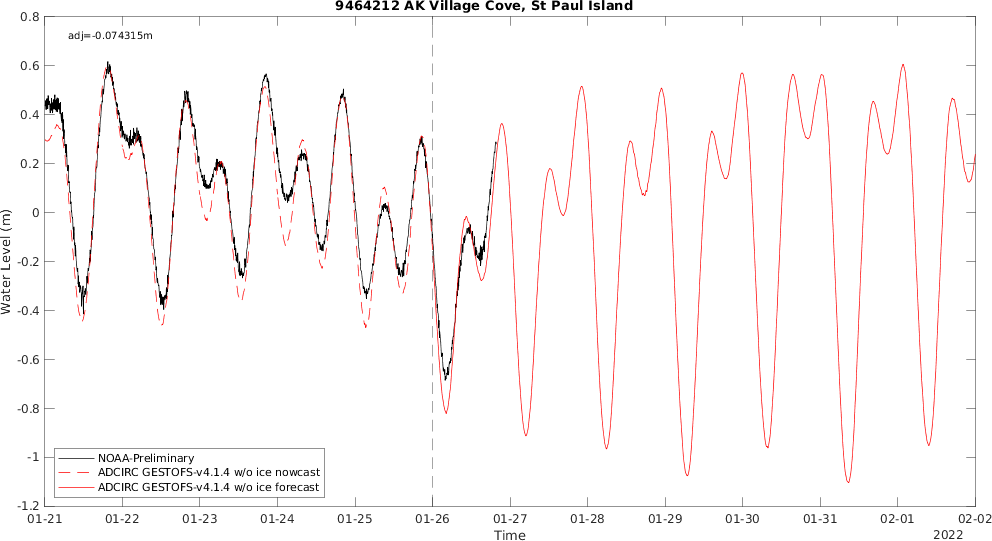 9464212 AK Village Cove, St Paul Island
adj=-0.074315m
0.8
0.6
0.4
0.2
0
-0.2
-0.4
-0.6
-0.8
-1
-1.2
Water Level (m)
NOAA-Preliminary
ADCIRC GESTOFS-v4.1.4 w/o ice nowcast
ADCIRC GESTOFS-v4.1.4 w/o ice forecast
01-21 01-22 01-23 01-24 01-25 01-26 01-27 01-28 01-29 01-30 01-31 02-01 02-02
Time
2022